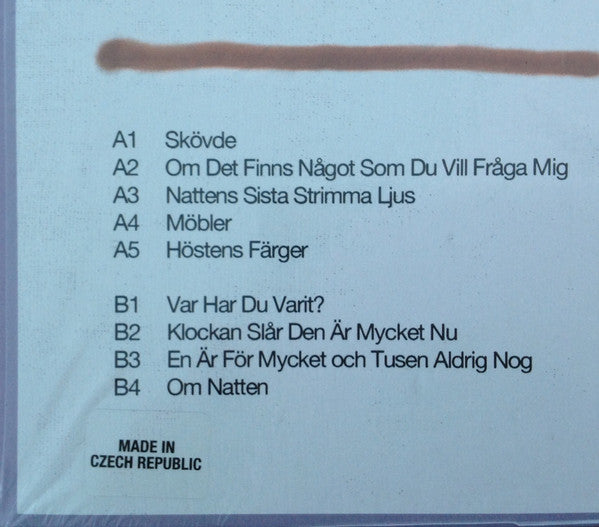 A1 Skövde
A2 Om Det Finns Något Som Du Vill Fråga Mig
A3 Nattens Sista Strimma Ljus
A4 Möbler
A5 Höstens Färger
B1 Var Har Du Varit?
B2 Klockan Slår Den Är Mycket Nu
B3 En Är För Mycket och Tusen Aldrig Nog
B4 Om Natten
MADE IN
CZECH REPUBLIC